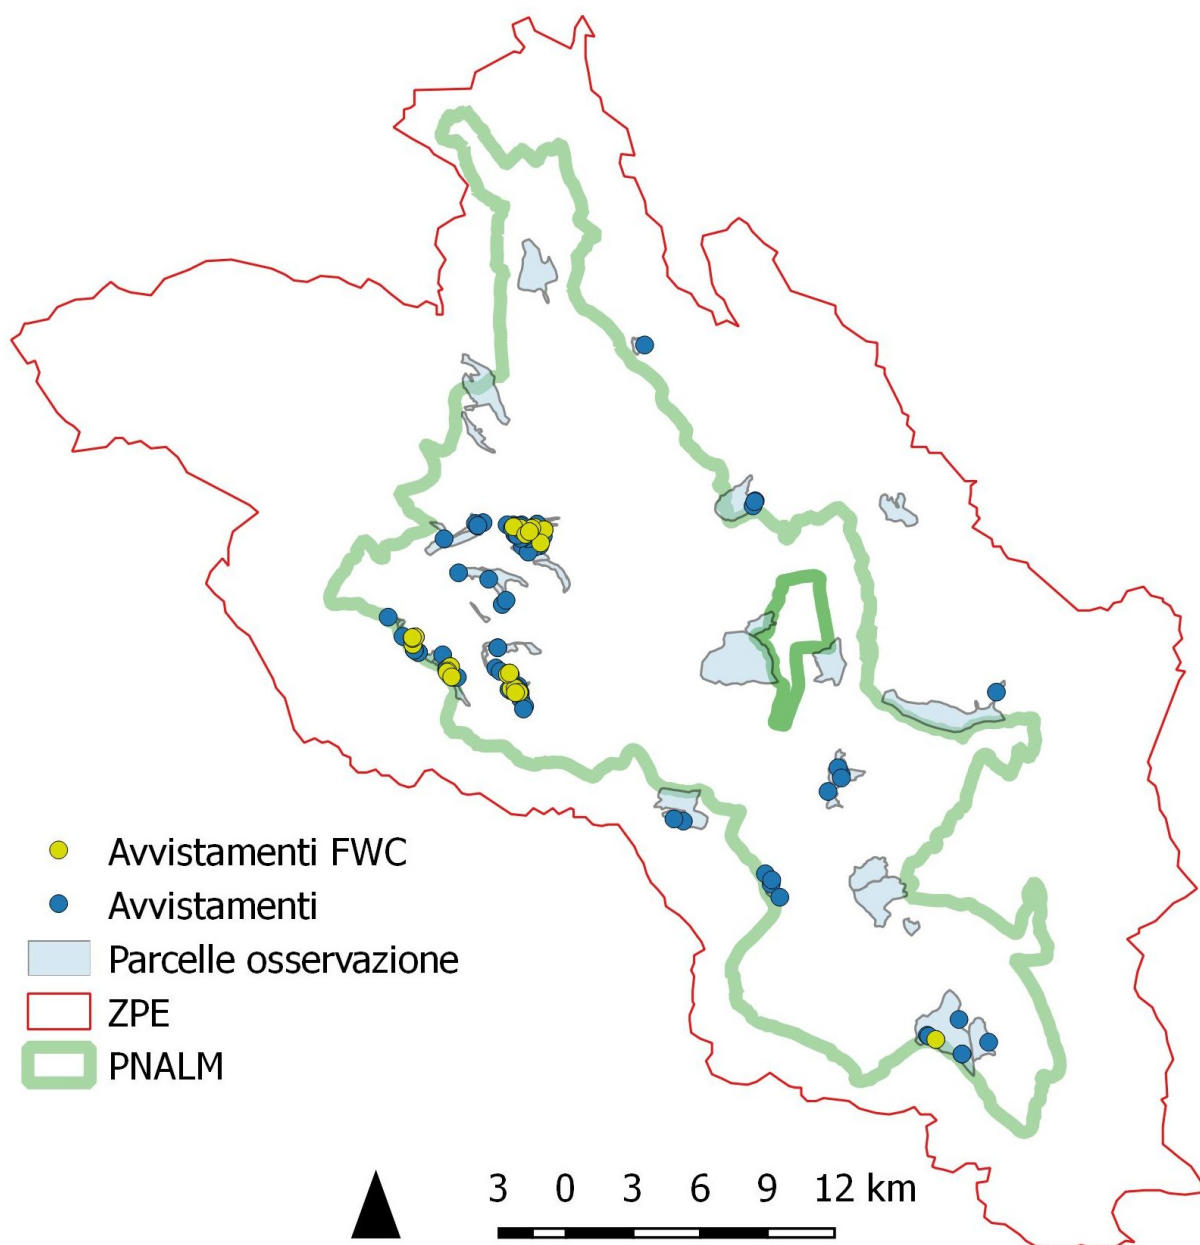 Avvistamenti FWC
Avvistamenti
Parcelle osservazione
ZPE
PNALM
3 0 3 6 9 12 km